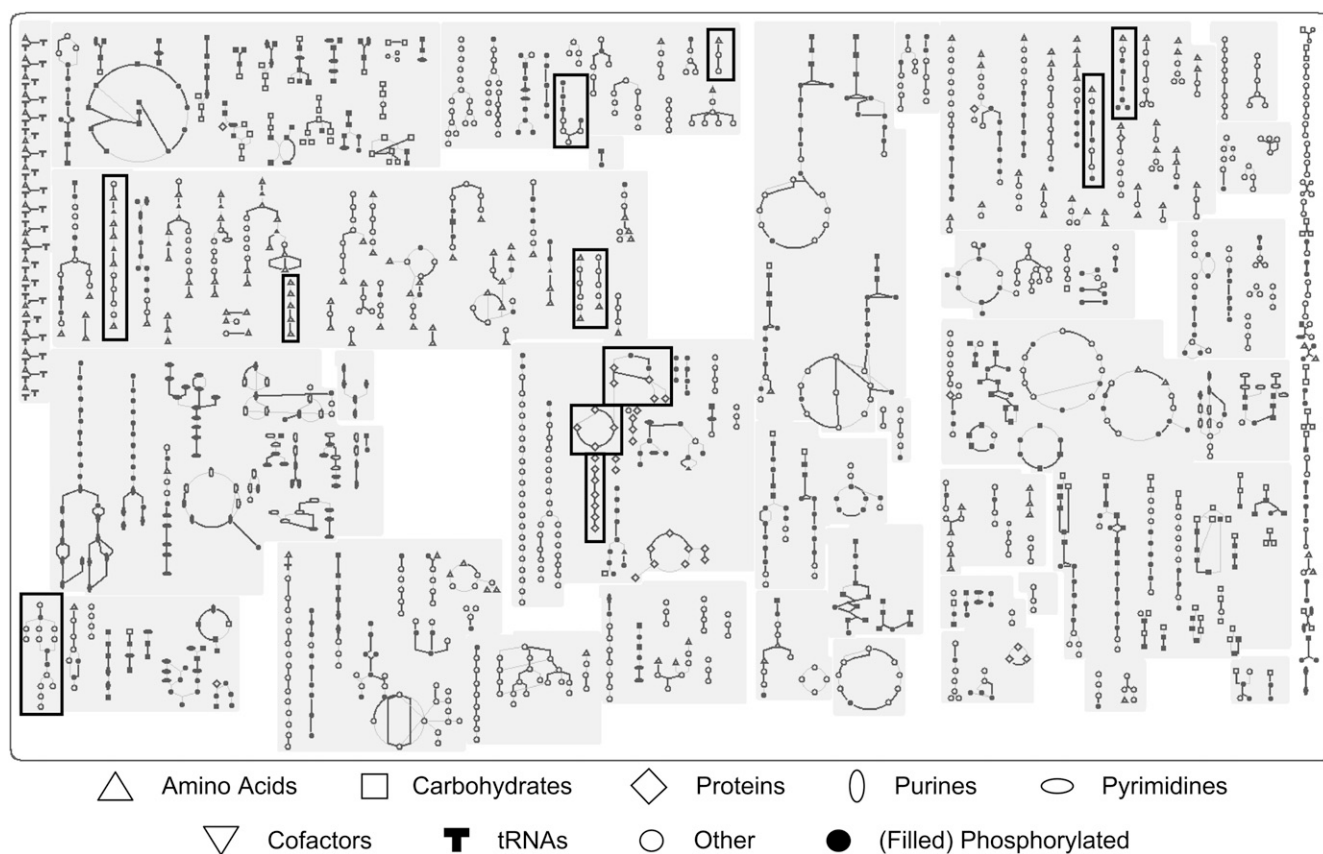 Amino Acids Carbohydrates Proteins Purines Pyrimidines
Cofactors tRNAs Other (Filled) Phosphorylated